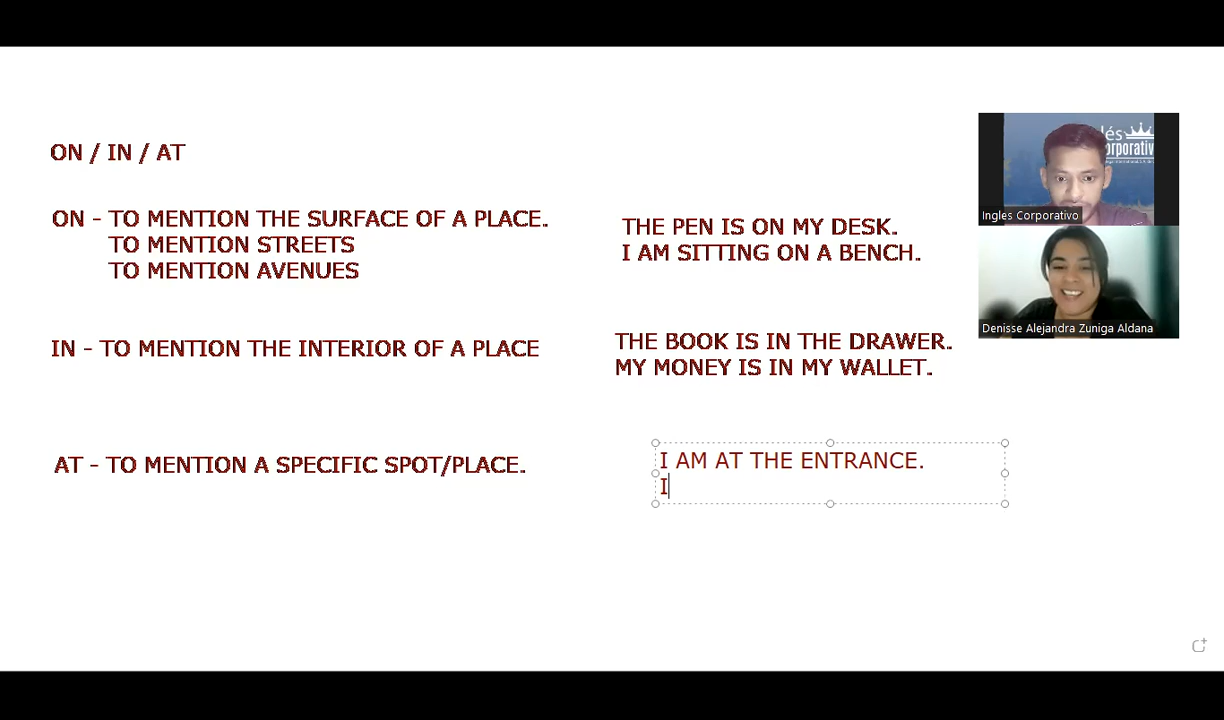 ON / IN / AT
ON - TO MENTION THE SURFACE OF A PLACE.
TO MENTION STREETS
TO MENTION AVENUES
IN - TO MENTION THE INTERIOR OF A PLACE
AT - TO MENTION A SPECIFIC SPOT/PLACE.
THE PEN IS ON MY DESK.
I AM SITTING ON A BENCH.
THE BOOK IS IN THE DRAWER.
MY MONEY IS IN MY WALLET.
I AM AT THE ENTRANCE.
I
Ingles Corporativo
Denisse Alejandra Zuniga Aldana